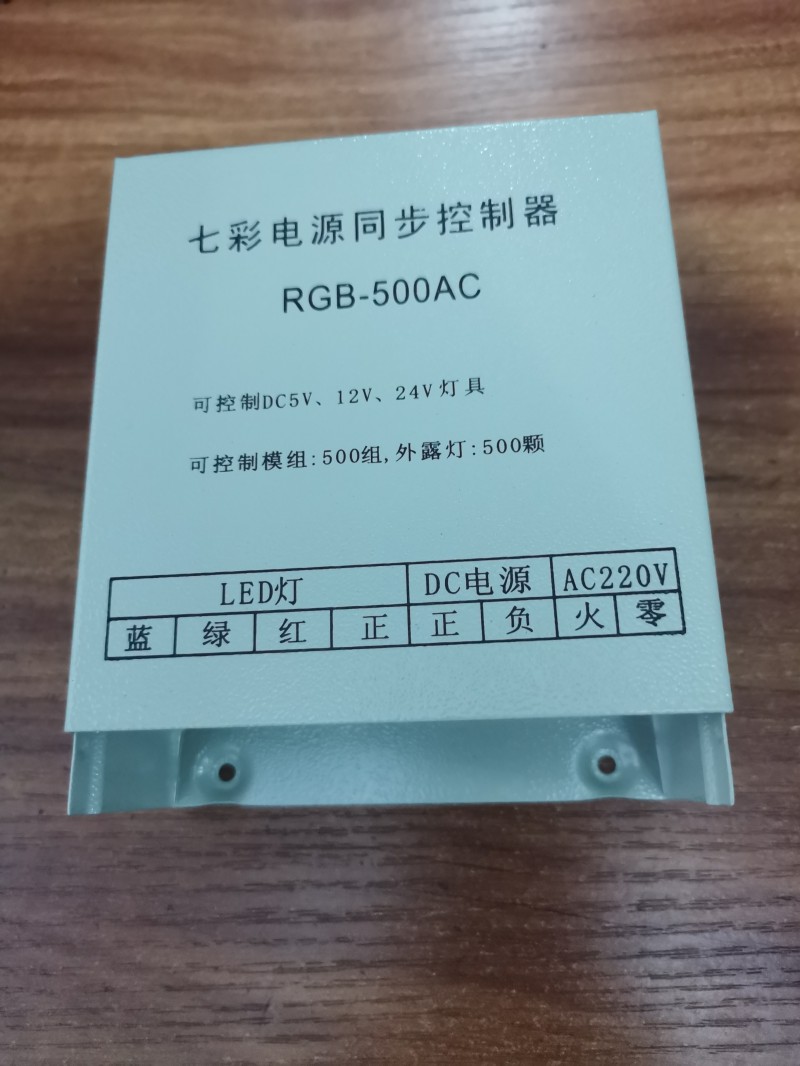 七彩电源同步控制器
RGB-500AC
可控制DC5V、12V、24V灯具
可控制模组:500组,外露灯:500颗
LED灯 DC电源 AC220V
蓝 绿 红 正 正 负 火 零